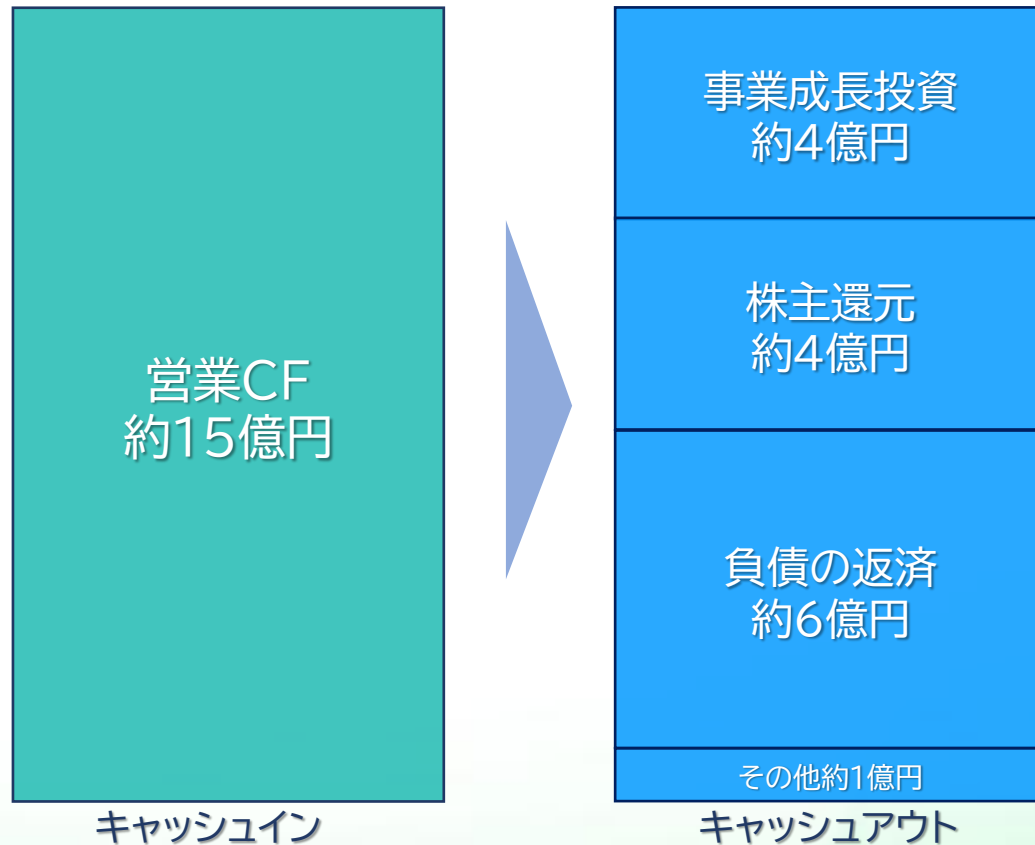 営業CF
約15億円
キャッシュイン
事業成長投資
約4億円
株主還元
約4億円
負債の返済
約6億円
その他約1億円
キャッシュアウト